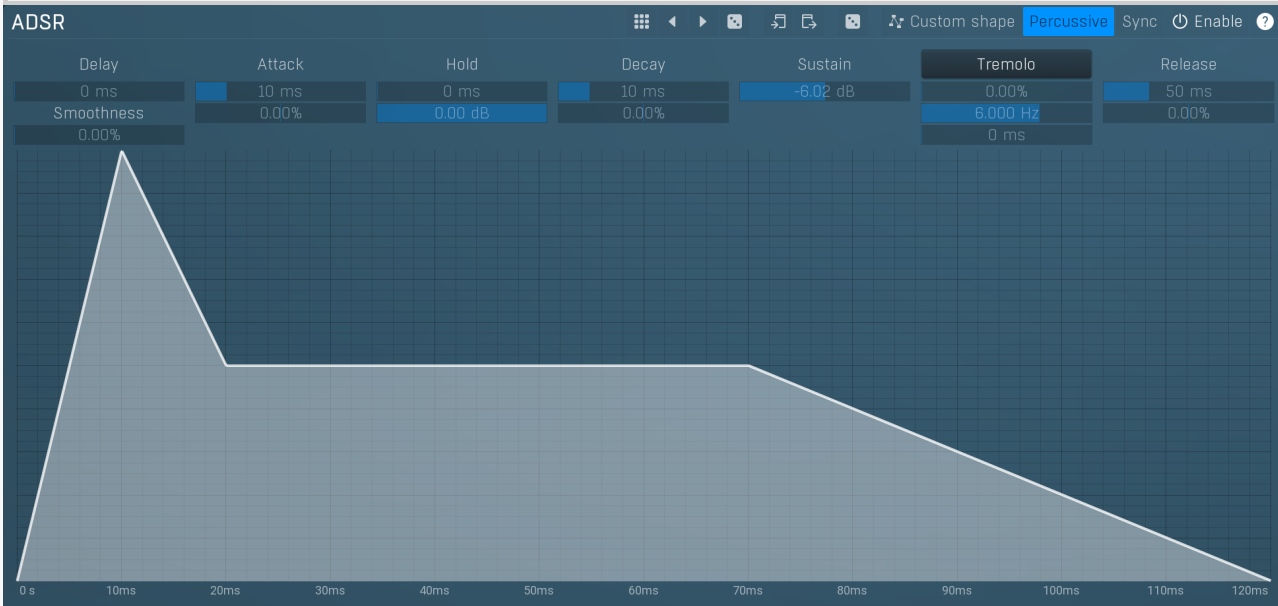 ADSR Custom shape Percussive Sync Enable ?
Delay Attack Hold Decay Sustain Tremolo Release
0 ms 10 ms 0 ms 10 ms -6.02 dB 0.00% 50 ms
Smoothness 0.00% 0.00 dB 0.00% 6.000 Hz 0.00%
0.00% 0 ms
0 s 10ms 20ms 30ms 40ms 50ms 60ms 70ms 80ms 90ms 100ms 110ms 120ms